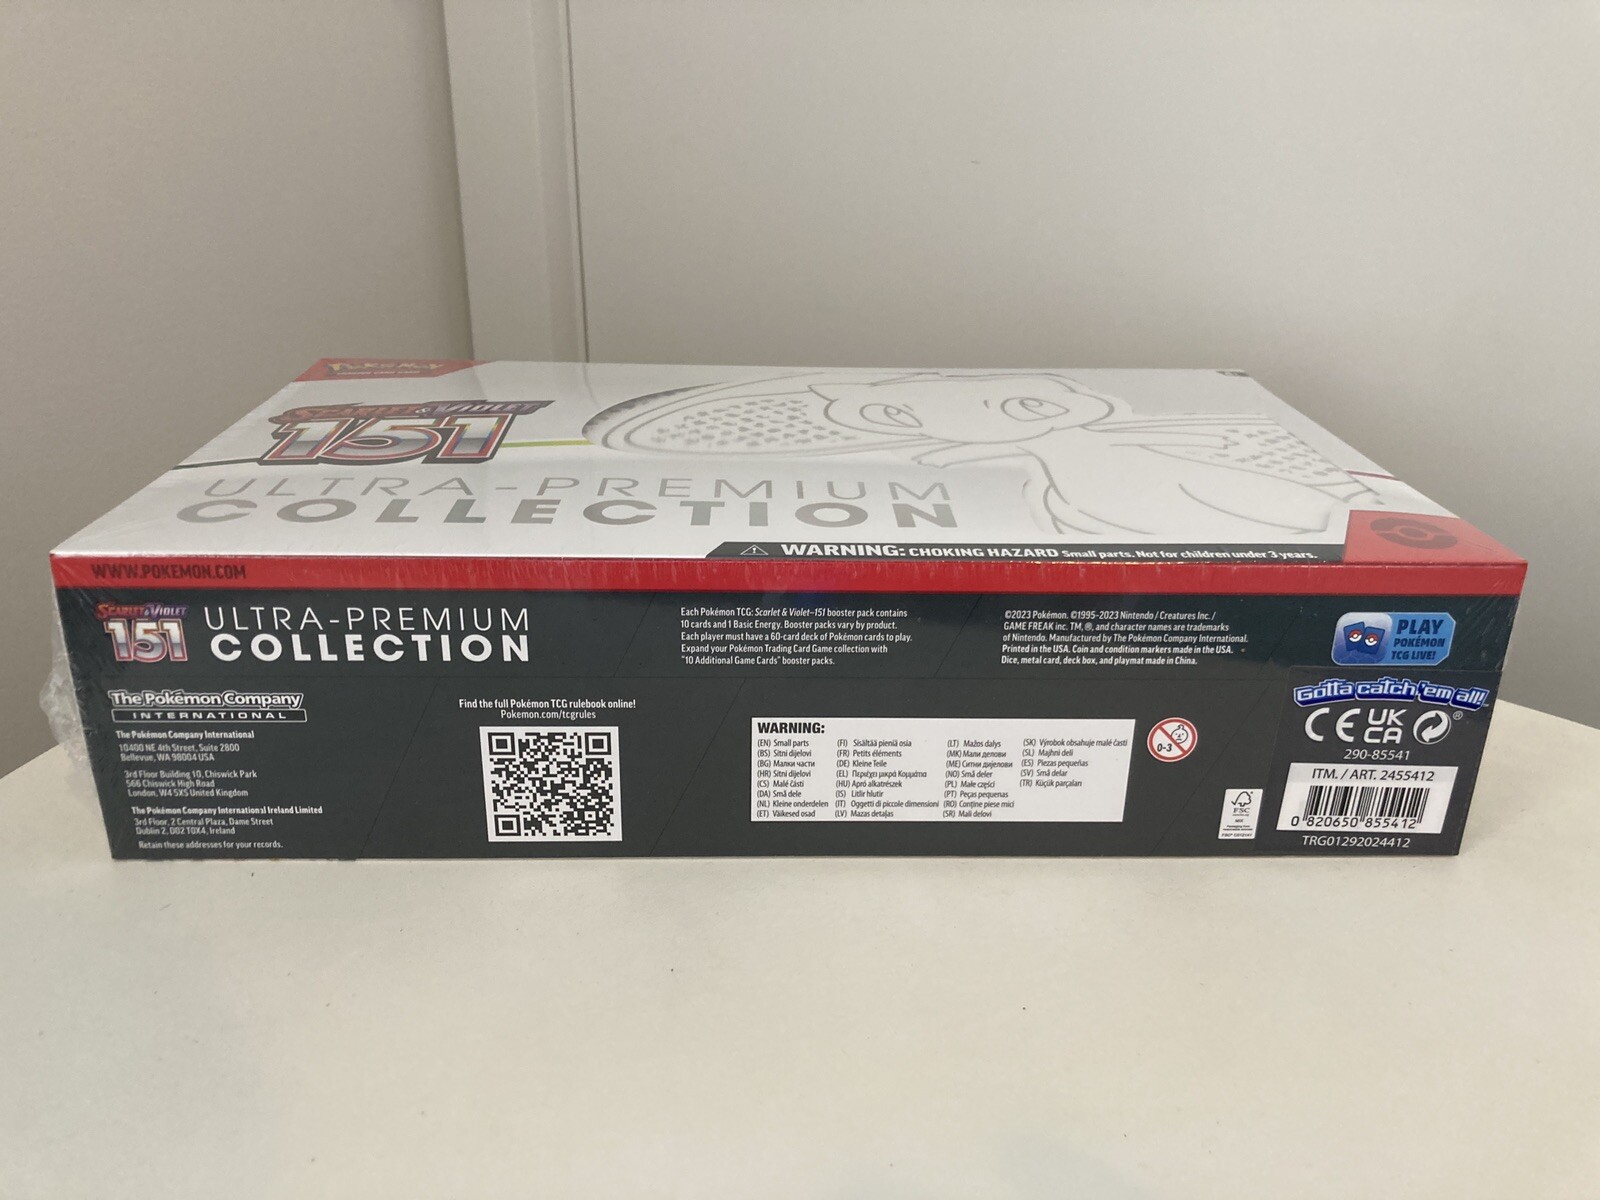 Pokémon
TRADING CARD GAME
SCARLET & VIOLET
151
ULTRA-PREMIUM
COLLECTION
WARNING: CHOKING HAZARD Small parts. Not for children under 3 years.
WWW.POKEMON.COM
SCARLET & VIOLET
151
ULTRA-PREMIUM
COLLECTION
Each Pokémon TCG: Scarlet & Violet–151 booster pack contains
10 cards and 1 Basic Energy. Booster packs vary by product.
Each player must have a 60-card deck of Pokémon cards to play.
Expand your Pokémon Trading Card Game collection with
"10 Additional Game Cards" booster packs.
©2023 Pokémon. ©1995-2023 Nintendo / Creatures Inc. /
GAME FREAK inc. TM, ®, and character names are trademarks
of Nintendo. Manufactured by The Pokémon Company International.
Printed in the USA. Coin and condition markers made in the USA.
Dice, metal card, deck box, and playmat made in China.
PLAY
POKÉMON
TCG LIVE!
The Pokémon Company
INTERNATIONAL
The Pokémon Company International
10400 NE 4th Street, Suite 2800
Bellevue, WA 98004 USA
3rd Floor Building 10, Chiswick Park
566 Chiswick High Road
London, W4 5XS United Kingdom
The Pokémon Company International Ireland Limited
3rd Floor, 2 Central Plaza, Dame Street
Dublin 2, D02 T0X4, Ireland
Retain these addresses for your records.
Find the full Pokémon TCG rulebook online!
Pokemon.com/tcgrules
WARNING:
(EN) Small parts
(BS) Sitni dijelovi
(BG) Малки части
(HR) Sitni dijelovi
(CS) Malé části
(DA) Små dele
(NL) Kleine onderdelen
(ET) Väikesed osad
(FI) Sisältää pieniä osia
(FR) Petits éléments
(DE) Kleine Teile
(EL) Περιέχει μικρά Κομμάτια
(HU) Apró alkatrészek
(IS) Litlir hlutir
(IT) Oggetti di piccole dimensioni
(LV) Mazas detaļas
(LT) Mažos dalys
(MK) Мали делови
(ME) Ситни дијелови
(NO) Små deler
(PL) Małe części
(PT) Peças pequenas
(RO) Conține piese mici
(SR) Mali delovi
(SK) Výrobok obsahuje malé časti
(SL) Majhni deli
(ES) Piezas pequeñas
(SV) Små delar
(TR) Küçük parçaları
0-3
FSC
MIX
Gotta catch 'em all!
CE UK CA ®
290-85541
ITM. / ART. 2455412
0 820650 855412
TRG01292024412